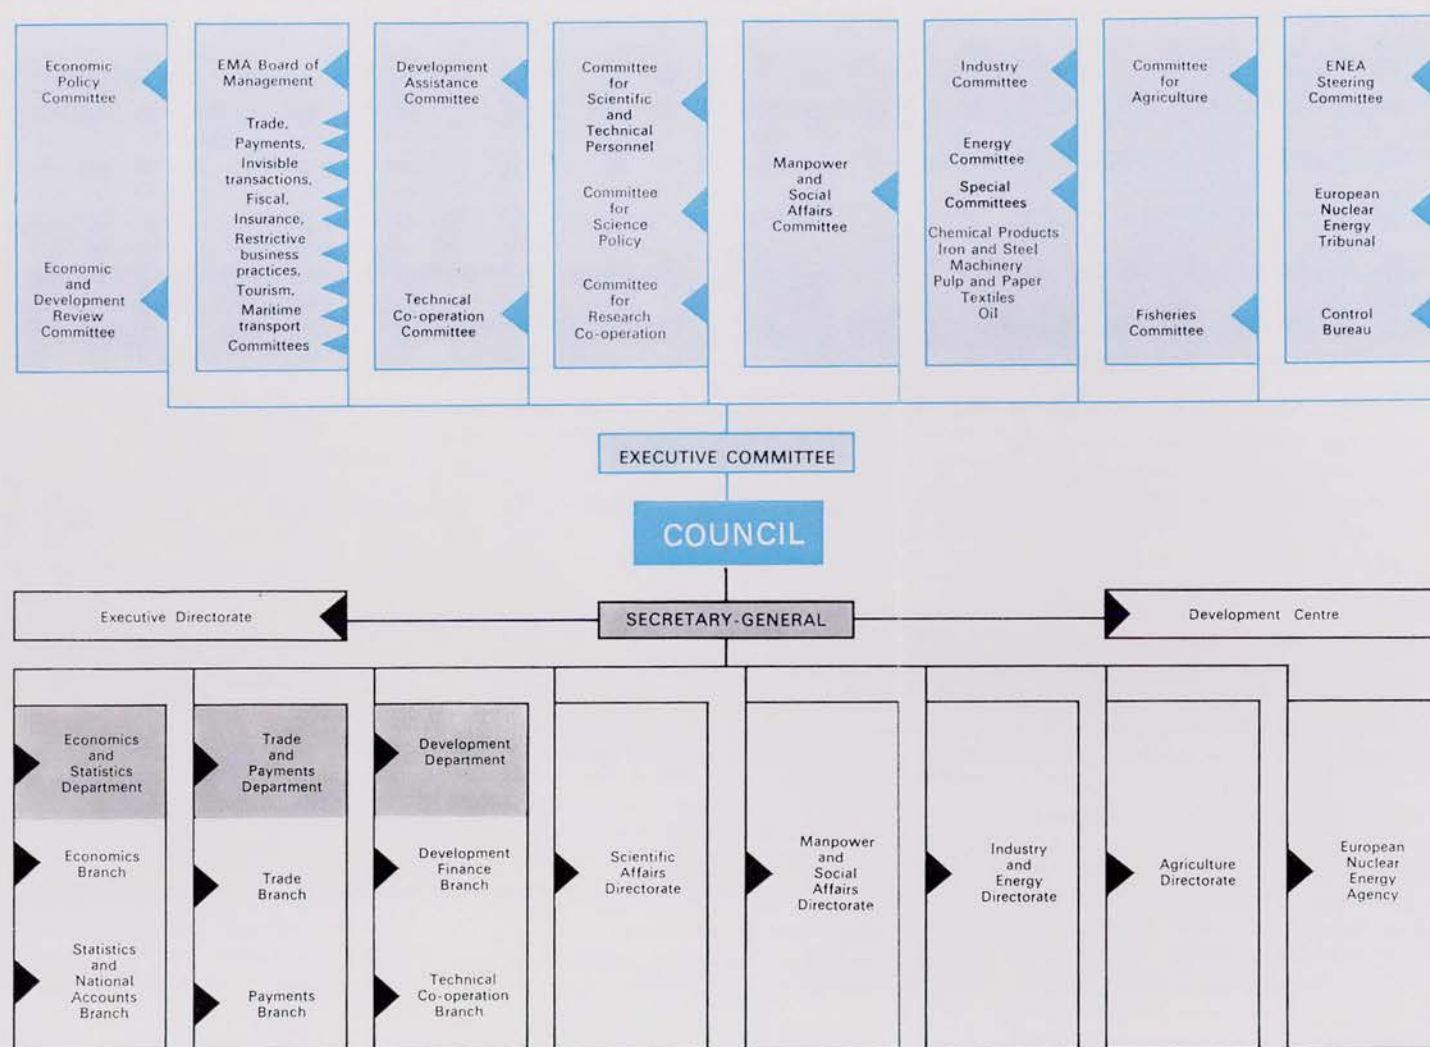 Economic
Policy
Committee
Economic
and
Development
Review
Committee
EMA Board of
Management
Trade,
Payments,
Invisible
transactions,
Fiscal,
Insurance,
Restrictive
business
practices,
Tourism,
Maritime
transport
Committees
Development
Assistance
Committee
Technical
Co-operation
Committee
Committee
for
Scientific
and
Technical
Personnel
Committee
for
Science
Policy
Committee
for
Research
Co-operation
Manpower
and
Social
Affairs
Committee
Industry
Committee
Energy
Committee
Special
Committees
Chemical Products
Iron and Steel
Machinery
Pulp and Paper
Textiles
Oil
Committee
for
Agriculture
Fisheries
Committee
ENEA
Steering
Committee
European
Nuclear
Energy
Tribunal
Control
Bureau
EXECUTIVE COMMITTEE
COUNCIL
Executive Directorate
SECRETARY-GENERAL
Development Centre
Economics
and
Statistics
Department
Economics
Branch
Statistics
and
National
Accounts
Branch
Trade
and
Payments
Department
Trade
Branch
Payments
Branch
Development
Department
Development
Finance
Branch
Technical
Co-operation
Branch
Scientific
Affairs
Directorate
Manpower
and
Social
Affairs
Directorate
Industry
and
Energy
Directorate
Agriculture
Directorate
European
Nuclear
Energy
Agency